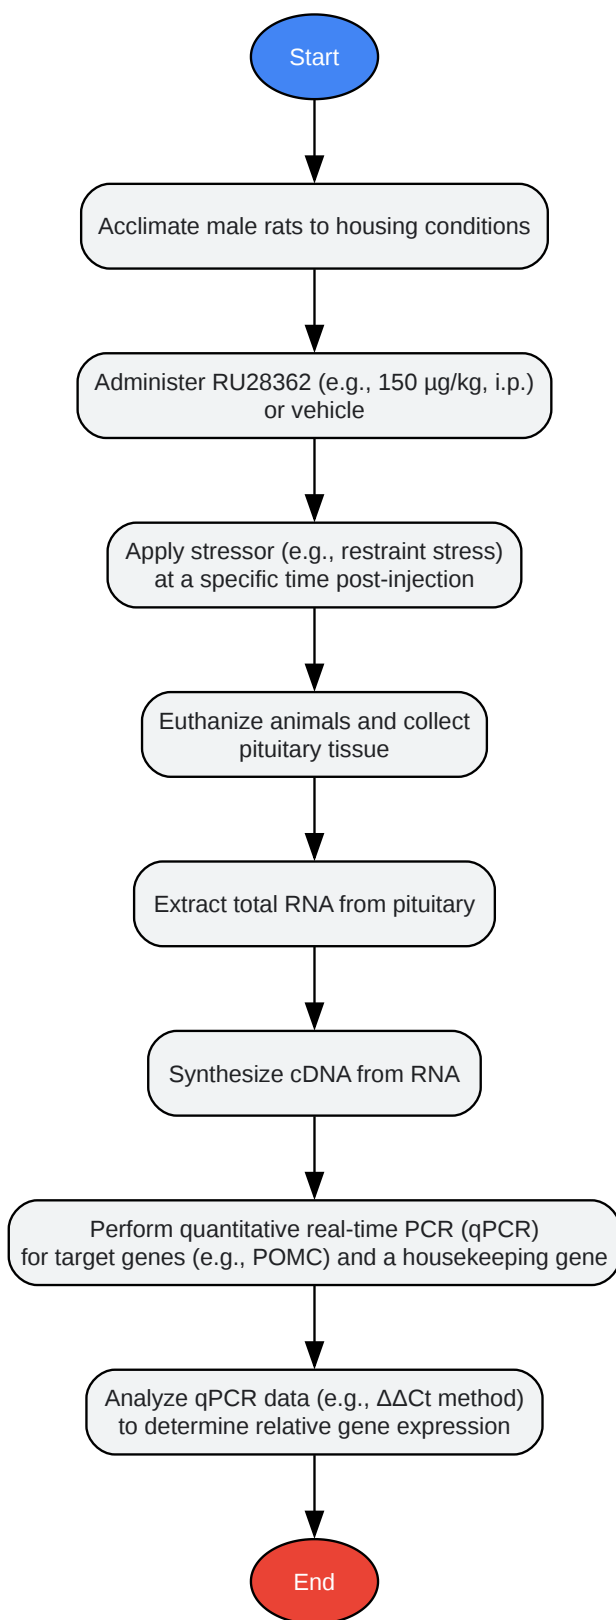 Start
Acclimate male rats to housing conditions
Administer RU28362 (e.g., 150 µg/kg, i.p.)
or vehicle
Apply stressor (e.g., restraint stress)
at a specific time post-injection
Euthanize animals and collect
pituitary tissue
Extract total RNA from pituitary
Synthesize cDNA from RNA
Perform quantitative real-time PCR (qPCR)
for target genes (e.g., POMC) and a housekeeping gene
Analyze qPCR data (e.g., ΔΔCt method)
to determine relative gene expression
End